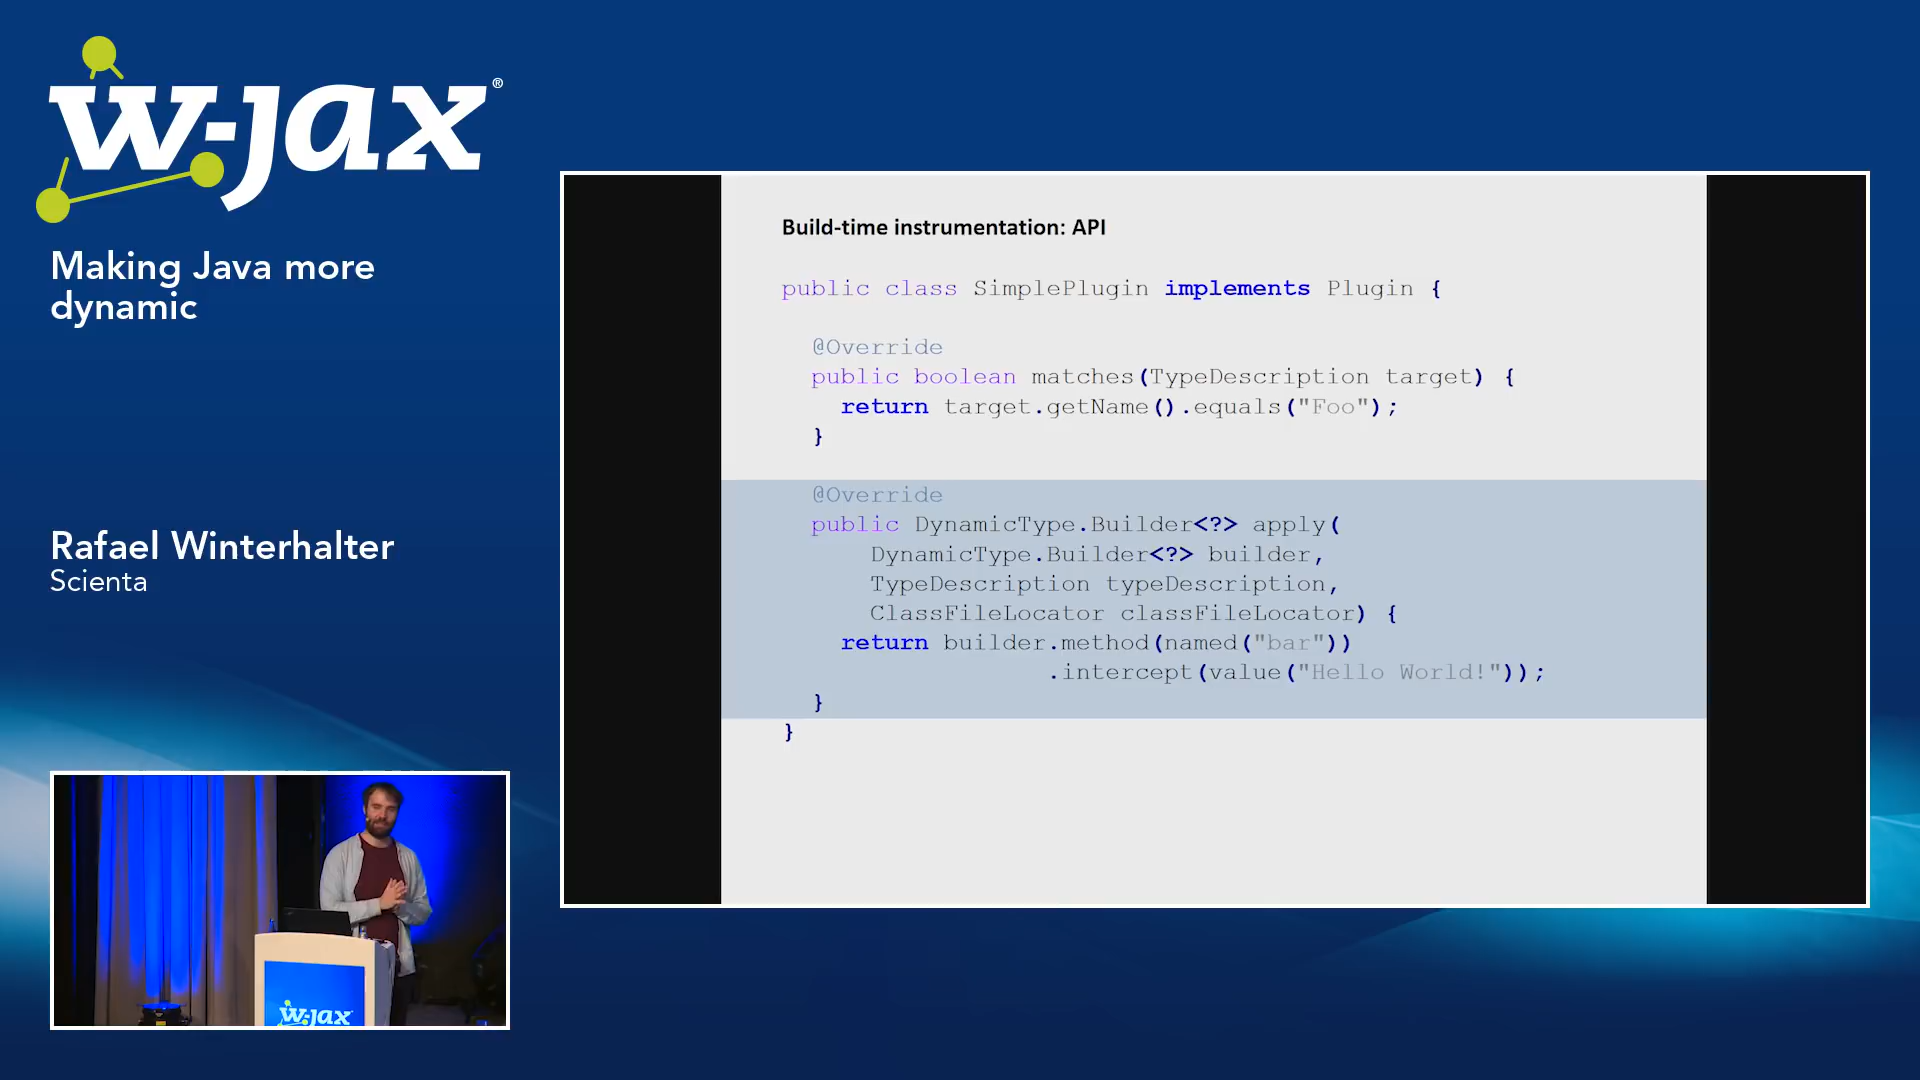 w-jax®
Making Java more
dynamic
Rafael Winterhalter
Scienta
Build-time instrumentation: API
public class SimplePlugin implements Plugin {
@Override
public boolean matches(TypeDescription target) {
return target.getName().equals("Foo");
}
@Override
public DynamicType.Builder<?> apply(
DynamicType.Builder<?> builder,
TypeDescription typeDescription,
ClassFileLocator classFileLocator) {
return builder.method(named("bar"))
.intercept(value("Hello World!"));
}
}
w-jax